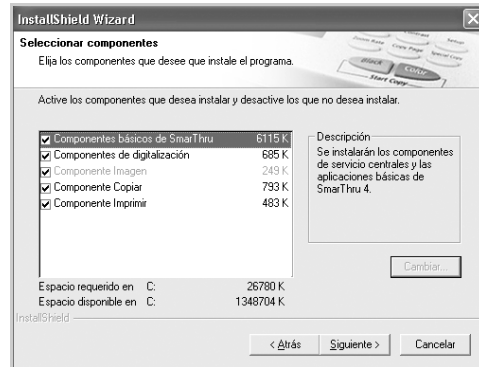 InstallShield Wizard
Seleccionar componentes
Elija los componentes que desee que instale el programa.
Black
Color
Start Copy
Active los componentes que desea instalar y desactive los que no desea instalar.
Componentes básicos de SmarThru 6115 K
Componentes de digitalización 685 K
Componente Imagen 249 K
Componente Copiar 793 K
Componente Imprimir 483 K
Descripción
Se instalarán los componentes
de servicio centrales y las
aplicaciones básicas de
SmarThru 4.
Cambiar...
Espacio requerido en C: 26780 K
Espacio disponible en C: 1348704 K
InstallShield
< Atrás
Siguiente >
Cancelar